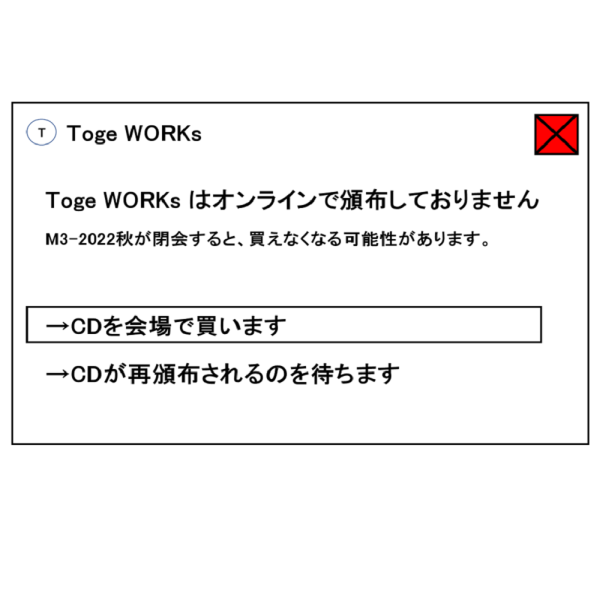 T Toge WORKs
Toge WORKs はオンラインで頒布しておりません
M3-2022秋が閉会すると、買えなくなる可能性があります。
→CDを会場で買います
→CDが再頒布されるのを待ちます